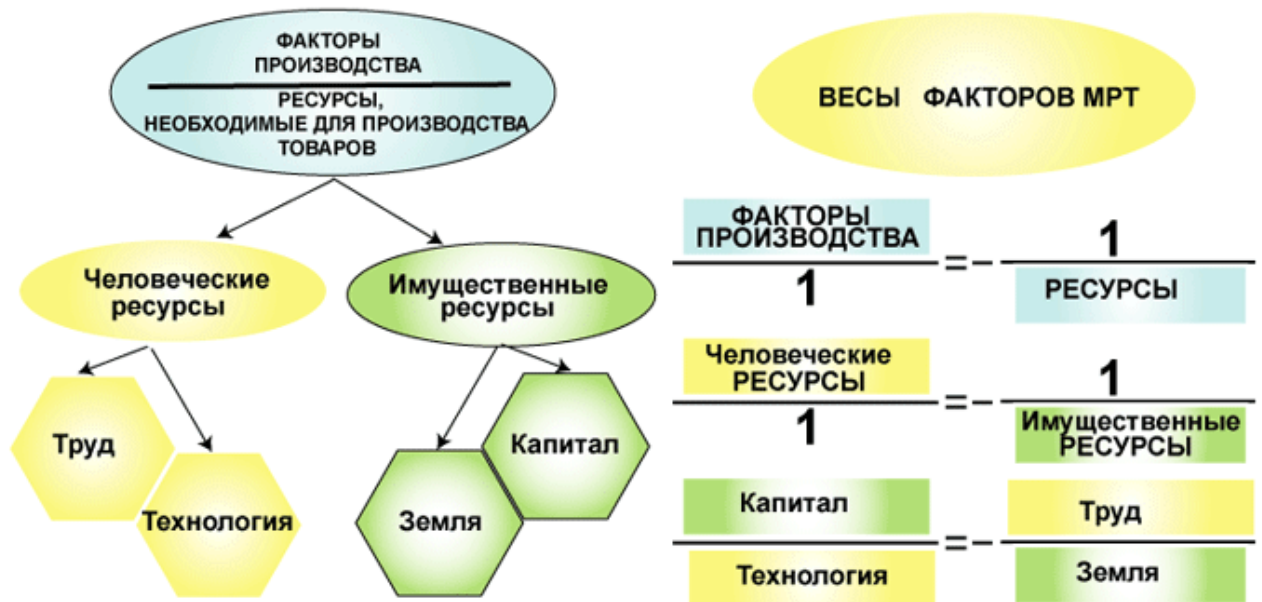 ФАКТОРЫ
ПРОИЗВОДСТВА
РЕСУРСЫ,
НЕОБХОДИМЫЕ ДЛЯ ПРОИЗВОДСТВА
ТОВАРОВ
Человеческие
ресурсы
Имущественные
ресурсы
Труд
Технология
Земля
Капитал
ВЕСЫ ФАКТОРОВ МРТ
ФАКТОРЫ
ПРОИЗВОДСТВА
1
=-
1
РЕСУРСЫ
Человеческие
РЕСУРСЫ
1
=-
1
Имущественные
РЕСУРСЫ
Капитал
Технология
=-
Труд
Земля